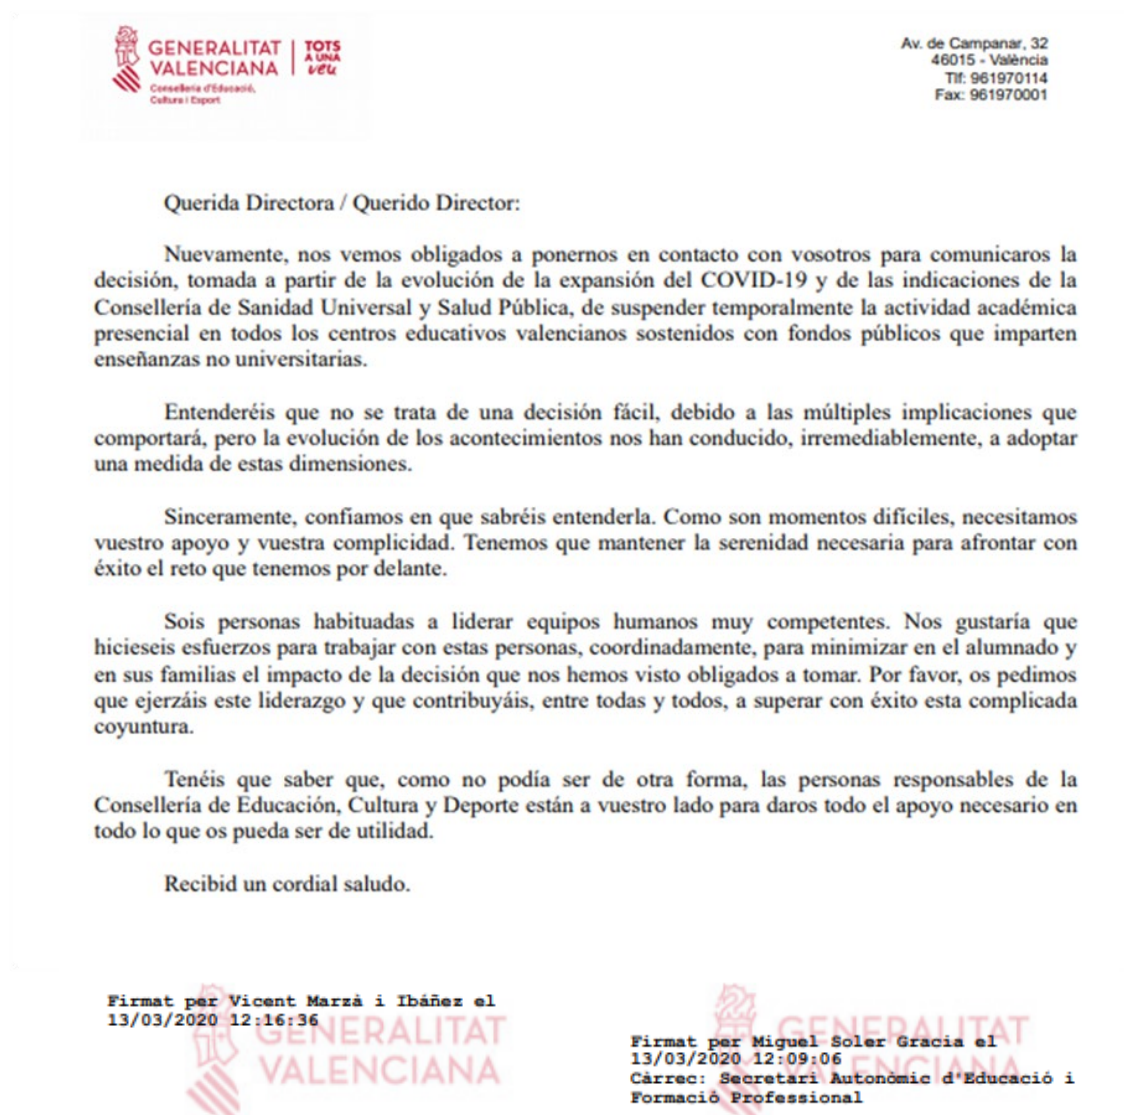 GENERALITAT
VALENCIANA
Conselleria d'Educació,
Cultura i Esport
TOTS
A UNA
veu
Av. de Campanar, 32
46015 - València
Tlf: 961970114
Fax: 961970001
Querida Directora / Querido Director:
Nuevamente, nos vemos obligados a ponernos en contacto con vosotros para comunicaros la
decisión, tomada a partir de la evolución de la expansión del COVID-19 y de las indicaciones de la
Consellería de Sanidad Universal y Salud Pública, de suspender temporalmente la actividad académica
presencial en todos los centros educativos valencianos sostenidos con fondos públicos que imparten
enseñanzas no universitarias.
Entenderéis que no se trata de una decisión fácil, debido a las múltiples implicaciones que
comportará, pero la evolución de los acontecimientos nos han conducido, irremediablemente, a adoptar
una medida de estas dimensiones.
Sinceramente, confiamos en que sabréis entenderla. Como son momentos difíciles, necesitamos
vuestro apoyo y vuestra complicidad. Tenemos que mantener la serenidad necesaria para afrontar con
éxito el reto que tenemos por delante.
Sois personas habituadas a liderar equipos humanos muy competentes. Nos gustaría que
hicieseis esfuerzos para trabajar con estas personas, coordinadamente, para minimizar en el alumnado y
en sus familias el impacto de la decisión que nos hemos visto obligados a tomar. Por favor, os pedimos
que ejerzáis este liderazgo y que contribuyáis, entre todas y todos, a superar con éxito esta complicada
coyuntura.
Tenéis que saber que, como no podía ser de otra forma, las personas responsables de la
Consellería de Educación, Cultura y Deporte están a vuestro lado para daros todo el apoyo necesario en
todo lo que os pueda ser de utilidad.
Recibid un cordial saludo.
Firmat per Vicent Marzà i Ibáñez el
13/03/2020 12:16:36
GENERALITAT
VALENCIANA
Firmat per Miguel Soler Gracia el
13/03/2020 12:09:06
Càrrec: Secretari Autonòmic d'Educació i
Formació Professional
GENERALITAT
VALENCIANA